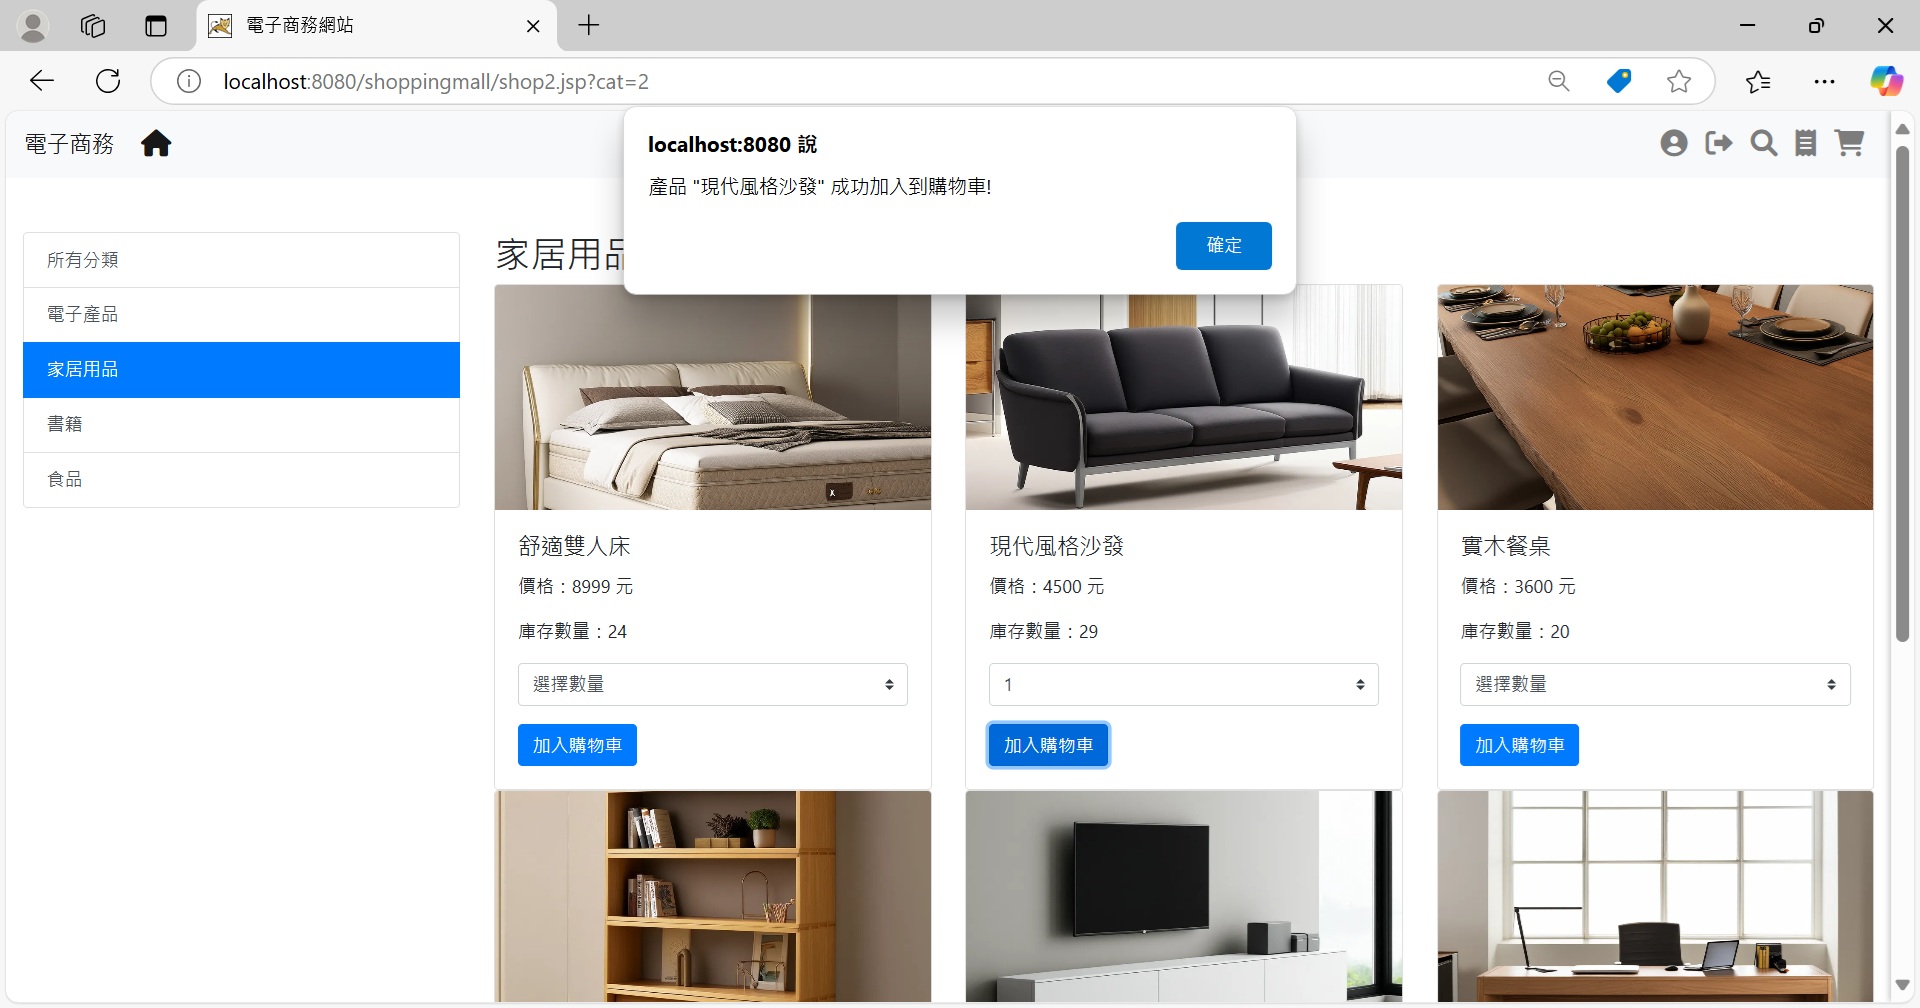 電子商務網站
localhost:8080/shoppingmall/shop2.jsp?cat=2
電子商務
localhost:8080 說
產品 "現代風格沙發" 成功加入到購物車!
確定
所有分類
電子產品
家居用品
書籍
食品
家居用品
舒適雙人床
價格：8999 元
庫存數量：24
選擇數量
加入購物車
現代風格沙發
價格：4500 元
庫存數量：29
1
加入購物車
實木餐桌
價格：3600 元
庫存數量：20
選擇數量
加入購物車